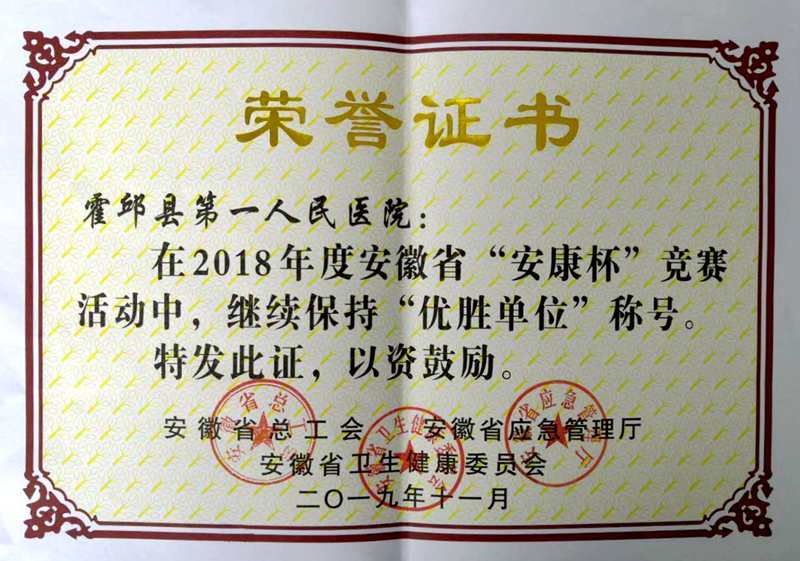 荣誉证书
霍邱县第一人民医院：
在2018年度安徽省“安康杯”竞赛
活动中，继续保持“优胜单位”称号。
特发此证，以资鼓励。
安徽省总工会 安徽省应急管理厅
安徽省卫生健康委员会
二〇一九年十一月